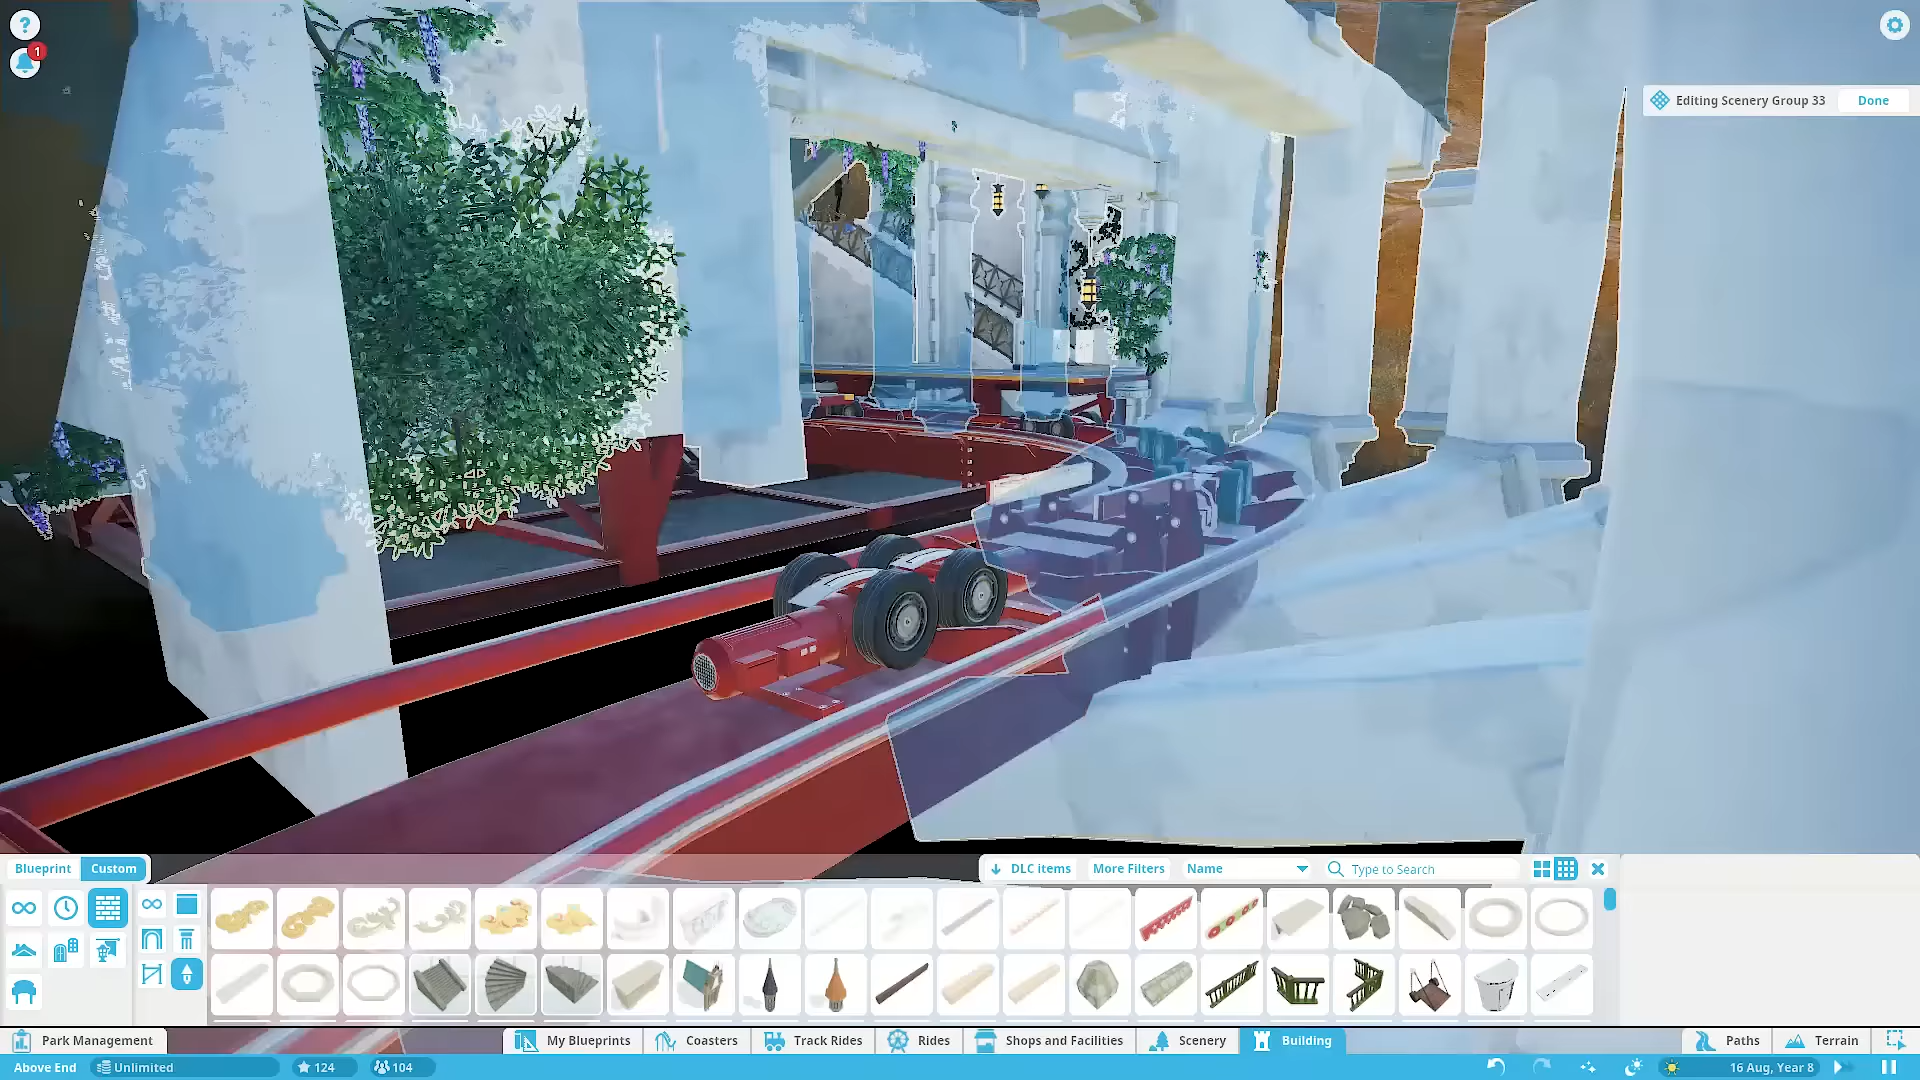 ?
1
Editing Scenery Group 33 Done
Blueprint Custom
DLC items More Filters Name Type to Search
Park Management My Blueprints Coasters Track Rides Rides Shops and Facilities Scenery Building Paths Terrain
Above End Unlimited 124 104 16 Aug, Year 8